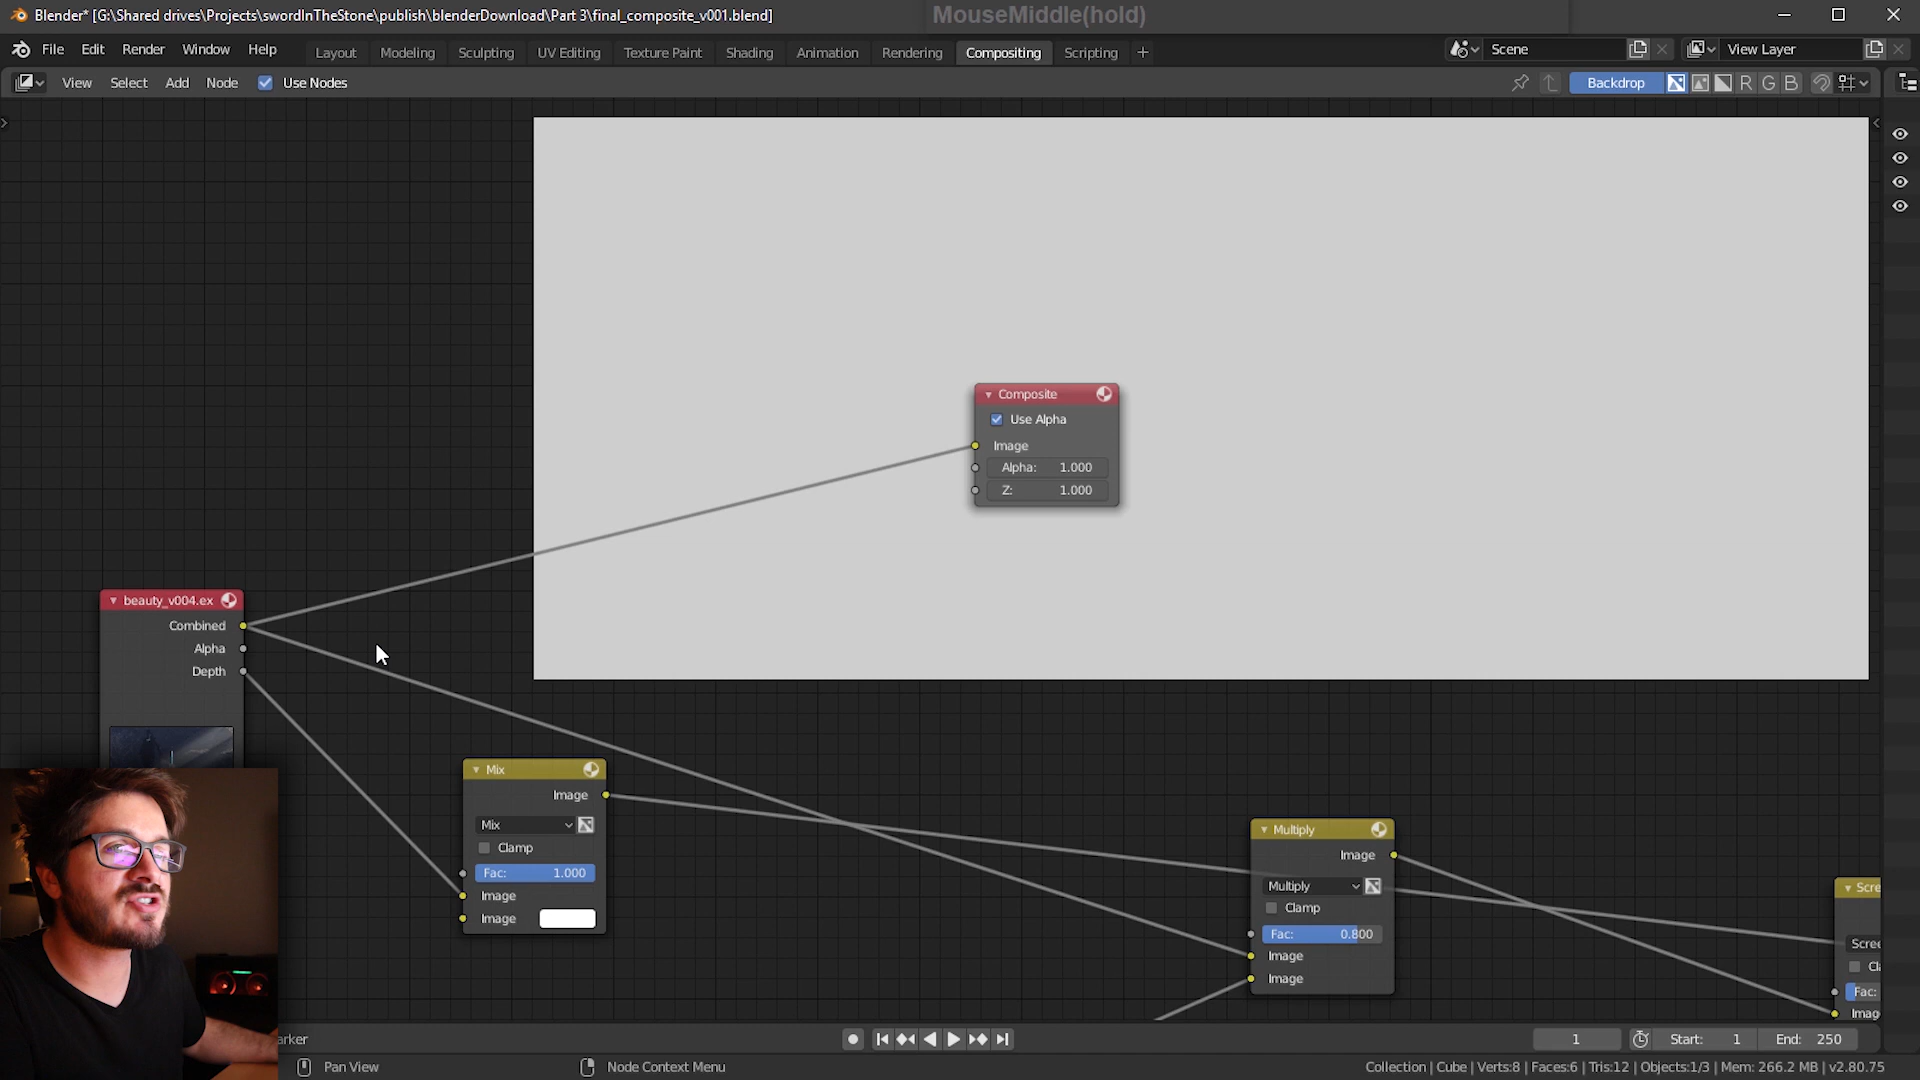 Blender* [G:\Shared drives\Projects\swordInTheStone\publish\blenderDownload\Part 3\final_composite_v001.blend]
MouseMiddle(hold)
File Edit Render Window Help Layout Modeling Sculpting UV Editing Texture Paint Shading Animation Rendering Compositing Scripting + Scene View Layer
View Select Add Node Use Nodes Backdrop R G B
Composite
Use Alpha
Image
Alpha: 1.000
Z: 1.000
beauty_v004.ex
Combined
Alpha
Depth
Mix
Image
Mix
Clamp
Fac: 1.000
Image
Image
Multiply
Image
Multiply
Clamp
Fac: 0.800
Image
Image
Scre
Scree
Cla
Fac:
Imag
arker 1 Start: 1 End: 250
Pan View Node Context Menu Collection | Cube | Verts:8 | Faces:6 | Tris:12 | Objects:1/3 | Mem: 266.2 MB | v2.80.75